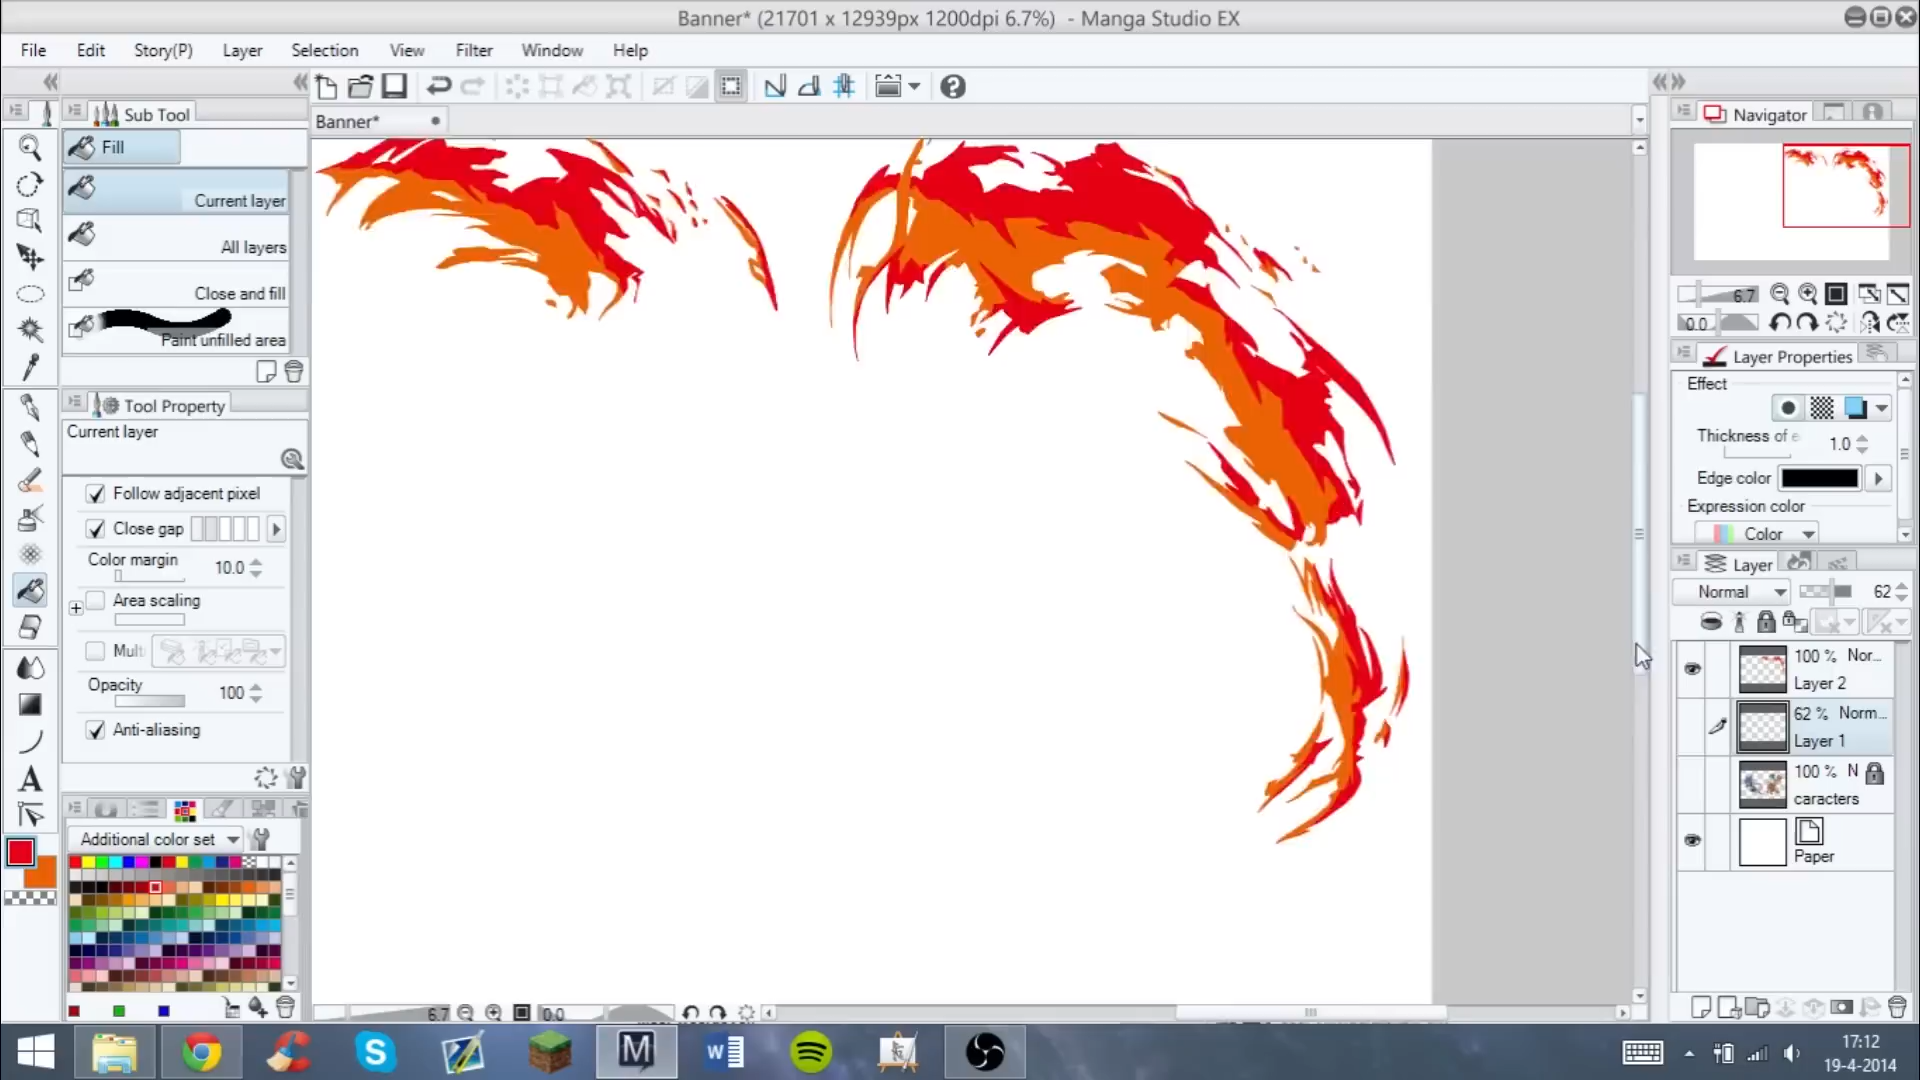 Banner* (21701 x 12939px 1200dpi 6.7%) - Manga Studio EX
File Edit Story(P) Layer Selection View Filter Window Help
Sub Tool
Fill
Current layer
All layers
Close and fill
Paint unfilled area
Tool Property
Current layer
Follow adjacent pixel
Close gap
Color margin 10.0
Area scaling
Mult
Opacity 100
Anti-aliasing
Additional color set
Banner*
6.7 0.0
Navigator
6.7
0.0
Layer Properties
Effect
Thickness of e 1.0
Edge color
Expression color
Color
Layer
Normal 62
100 % Nor...
Layer 2
62 % Norm...
Layer 1
100 % N
caracters
Paper
17:12
19-4-2014